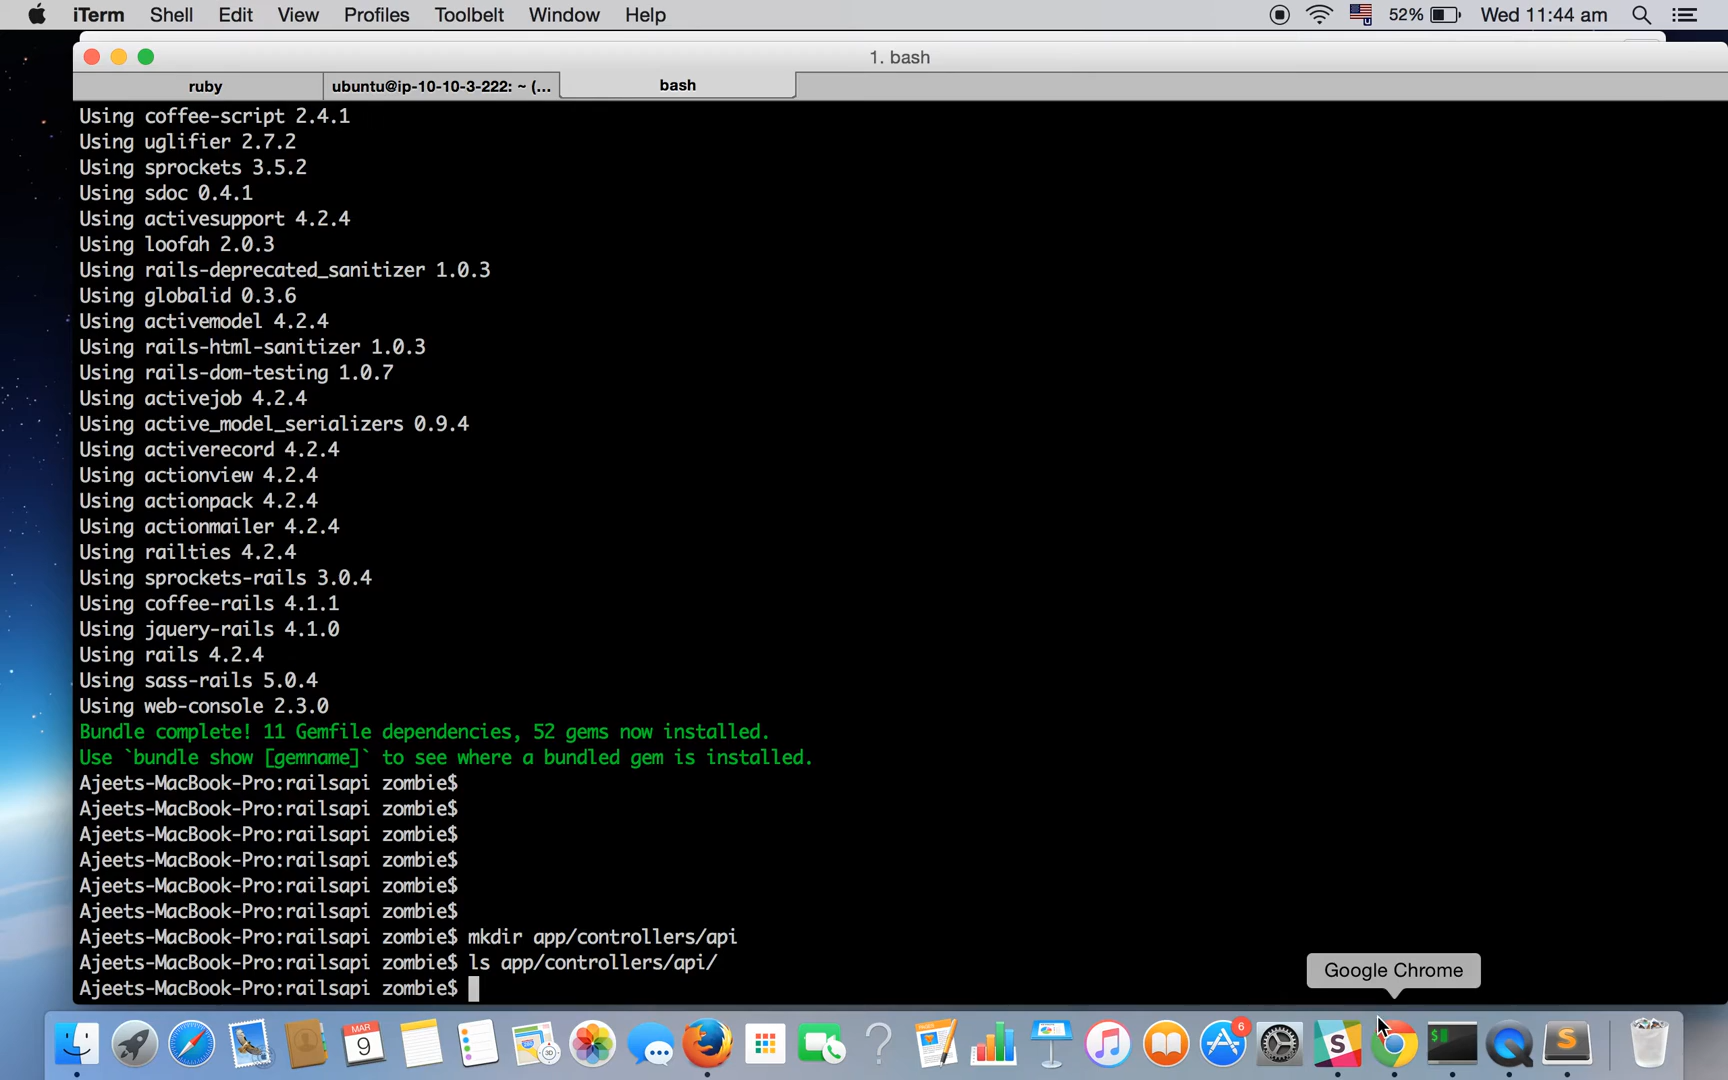 iTerm Shell Edit View Profiles Toolbelt Window Help 52% Wed 11:44 am
1. bash
ruby ubuntu@ip-10-10-3-222: ~ (... bash
Using coffee-script 2.4.1
Using uglifier 2.7.2
Using sprockets 3.5.2
Using sdoc 0.4.1
Using activesupport 4.2.4
Using loofah 2.0.3
Using rails-deprecated_sanitizer 1.0.3
Using globalid 0.3.6
Using activemodel 4.2.4
Using rails-html-sanitizer 1.0.3
Using rails-dom-testing 1.0.7
Using activejob 4.2.4
Using active_model_serializers 0.9.4
Using activerecord 4.2.4
Using actionview 4.2.4
Using actionpack 4.2.4
Using actionmailer 4.2.4
Using railties 4.2.4
Using sprockets-rails 3.0.4
Using coffee-rails 4.1.1
Using jquery-rails 4.1.0
Using rails 4.2.4
Using sass-rails 5.0.4
Using web-console 2.3.0
Bundle complete! 11 Gemfile dependencies, 52 gems now installed.
Use `bundle show [gemname]` to see where a bundled gem is installed.
Ajeets-MacBook-Pro:railsapi zombie$
Ajeets-MacBook-Pro:railsapi zombie$
Ajeets-MacBook-Pro:railsapi zombie$
Ajeets-MacBook-Pro:railsapi zombie$
Ajeets-MacBook-Pro:railsapi zombie$
Ajeets-MacBook-Pro:railsapi zombie$
Ajeets-MacBook-Pro:railsapi zombie$ mkdir app/controllers/api
Ajeets-MacBook-Pro:railsapi zombie$ ls app/controllers/api/
Ajeets-MacBook-Pro:railsapi zombie$
Google Chrome
MAR
9
3D
6
$
S
S